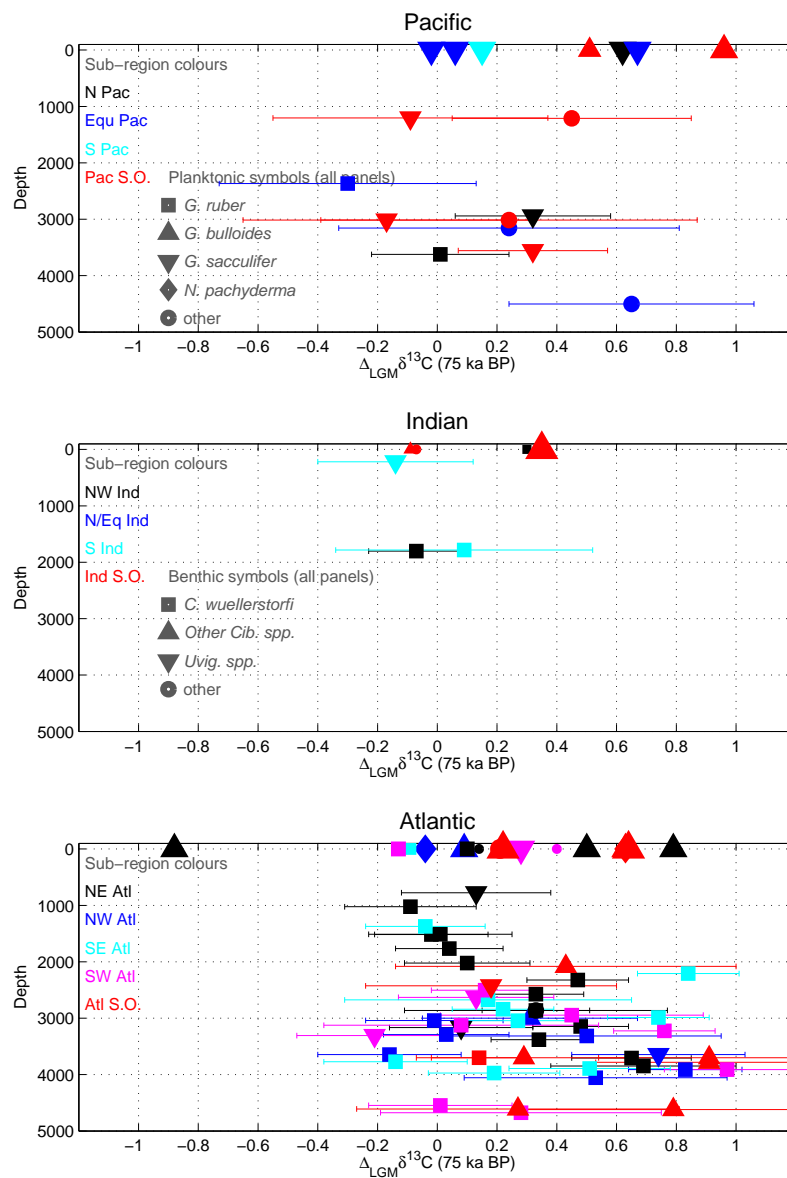 Pacific
0
Sub−region colours
N Pac
1000
Equ Pac
S Pac
2000
Pac S.O. Planktonic symbols (all panels)
G. ruber
3000
G. bulloides
G. sacculifer
4000
N. pachyderma
other
5000
Depth
−1 −0.8 −0.6 −0.4 −0.2 0 0.2 0.4 0.6 0.8 1
Δ_LGM δ¹³C (75 ka BP)
Indian
0
Sub−region colours
NW Ind
1000
N/Eq Ind
S Ind
2000
Ind S.O. Benthic symbols (all panels)
C. wuellerstorfi
3000
Other Cib. spp.
Uvig. spp.
4000
other
5000
Depth
−1 −0.8 −0.6 −0.4 −0.2 0 0.2 0.4 0.6 0.8 1
Δ_LGM δ¹³C (75 ka BP)
Atlantic
0
Sub−region colours
NE Atl
1000
NW Atl
SE Atl
2000
SW Atl
Atl S.O.
3000
4000
5000
Depth
−1 −0.8 −0.6 −0.4 −0.2 0 0.2 0.4 0.6 0.8 1
Δ_LGM δ¹³C (75 ka BP)